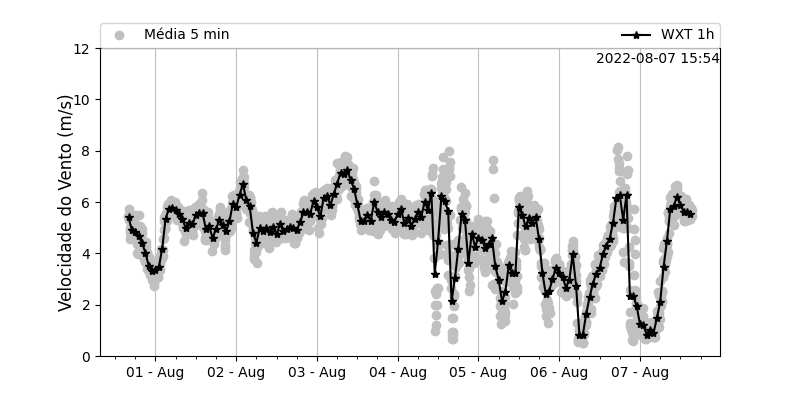 Média 5 min
WXT 1h
2022-08-07 15:54
Velocidade do Vento (m/s)
12
10
8
6
4
2
0
01 - Aug
02 - Aug
03 - Aug
04 - Aug
05 - Aug
06 - Aug
07 - Aug